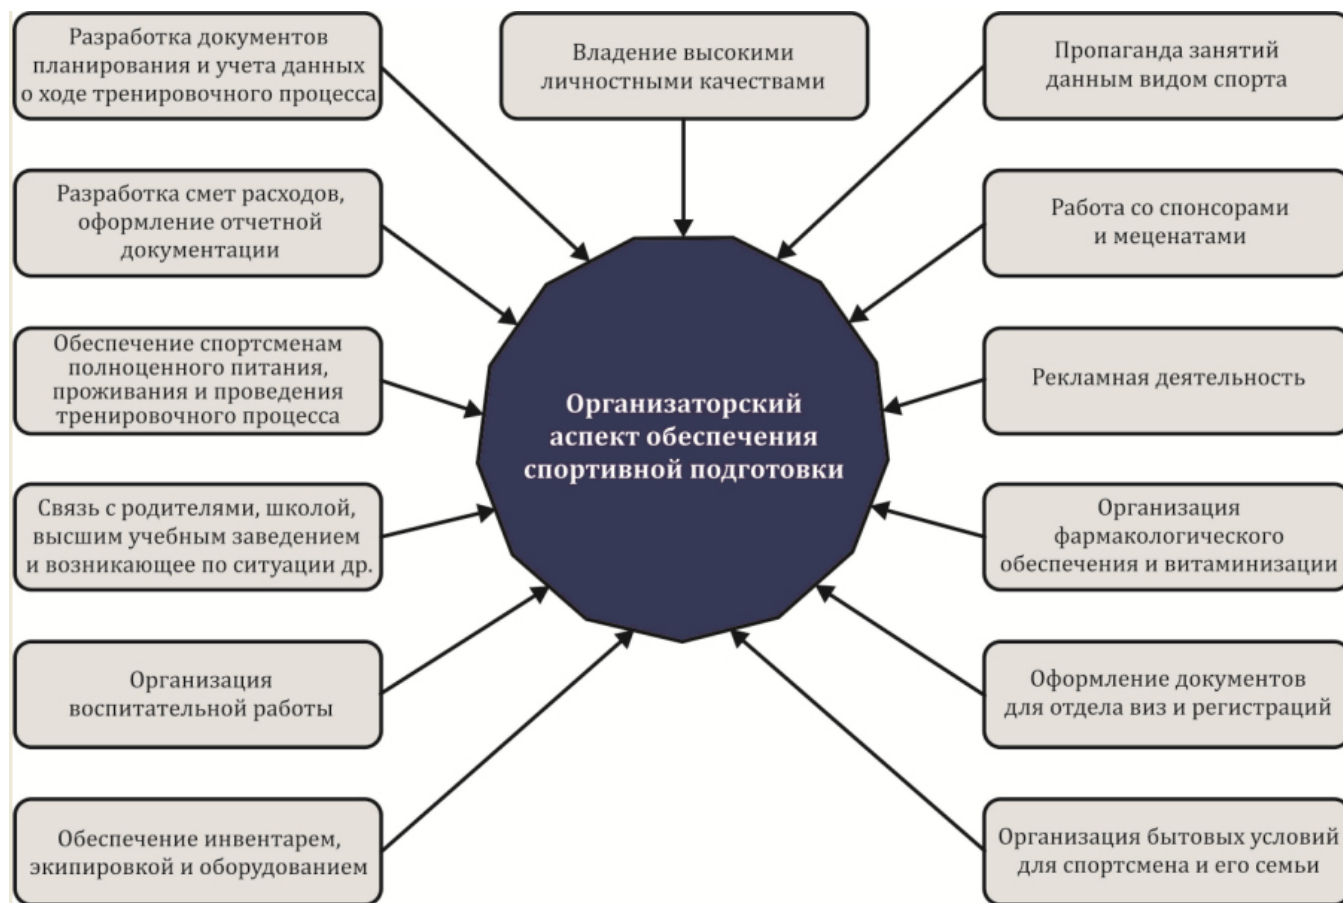 Разработка документов
планирования и учета данных
о ходе тренировочного процесса
Владение высокими
личностными качествами
Пропаганда занятий
данным видом спорта
Разработка смет расходов,
оформление отчетной
документации
Работа со спонсорами
и меценатами
Обеспечение спортсменам
полноценного питания,
проживания и проведения
тренировочного процесса
Рекламная деятельность
Организаторский
аспект обеспечения
спортивной подготовки
Связь с родителями, школой,
высшим учебным заведением
и возникающее по ситуации др.
Организация
фармакологического
обеспечения и витаминизации
Организация
воспитательной работы
Оформление документов
для отдела виз и регистраций
Обеспечение инвентарем,
экипировкой и оборудованием
Организация бытовых условий
для спортсмена и его семьи